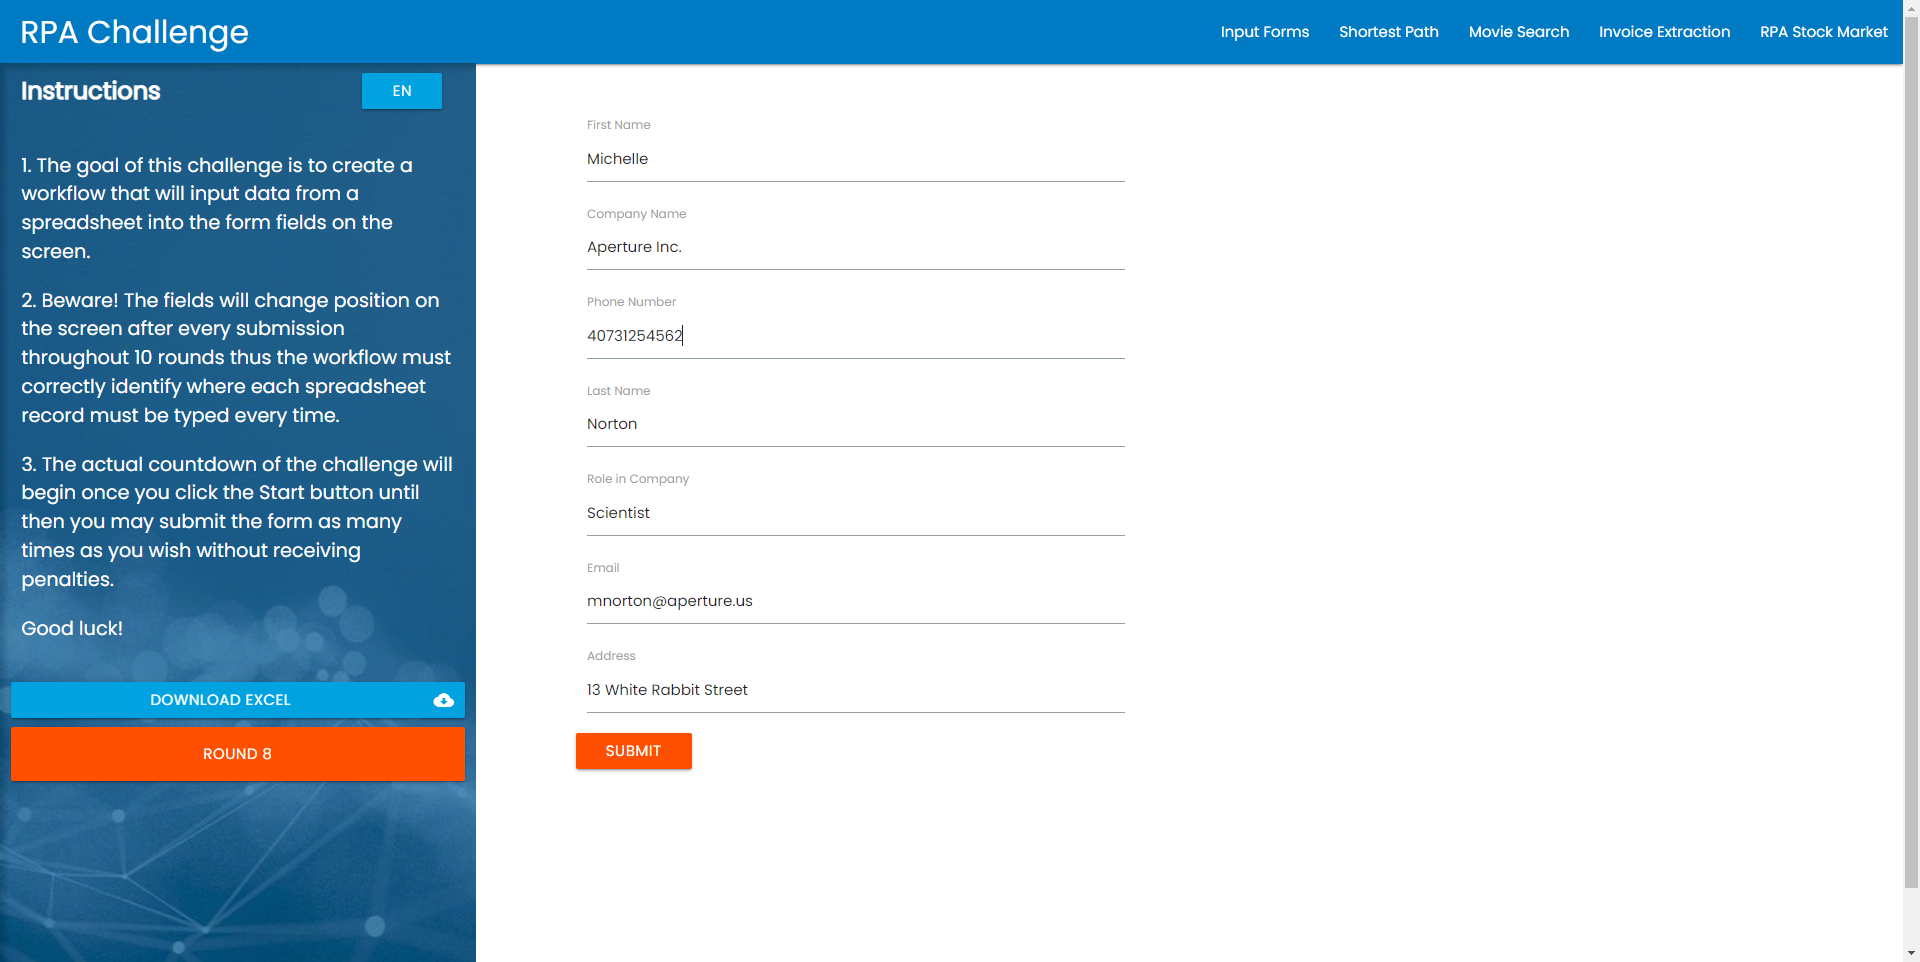 RPA Challenge
Input Forms
Shortest Path
Movie Search
Invoice Extraction
RPA Stock Market
Instructions
EN
1. The goal of this challenge is to create a
workflow that will input data from a
spreadsheet into the form fields on the
screen.
2. Beware! The fields will change position on
the screen after every submission
throughout 10 rounds thus the workflow must
correctly identify where each spreadsheet
record must be typed every time.
3. The actual countdown of the challenge will
begin once you click the Start button until
then you may submit the form as many
times as you wish without receiving
penalties.
Good luck!
DOWNLOAD EXCEL
ROUND 8
First Name
Michelle
Company Name
Aperture Inc.
Phone Number
40731254562
Last Name
Norton
Role in Company
Scientist
Email
mnorton@aperture.us
Address
13 White Rabbit Street
SUBMIT